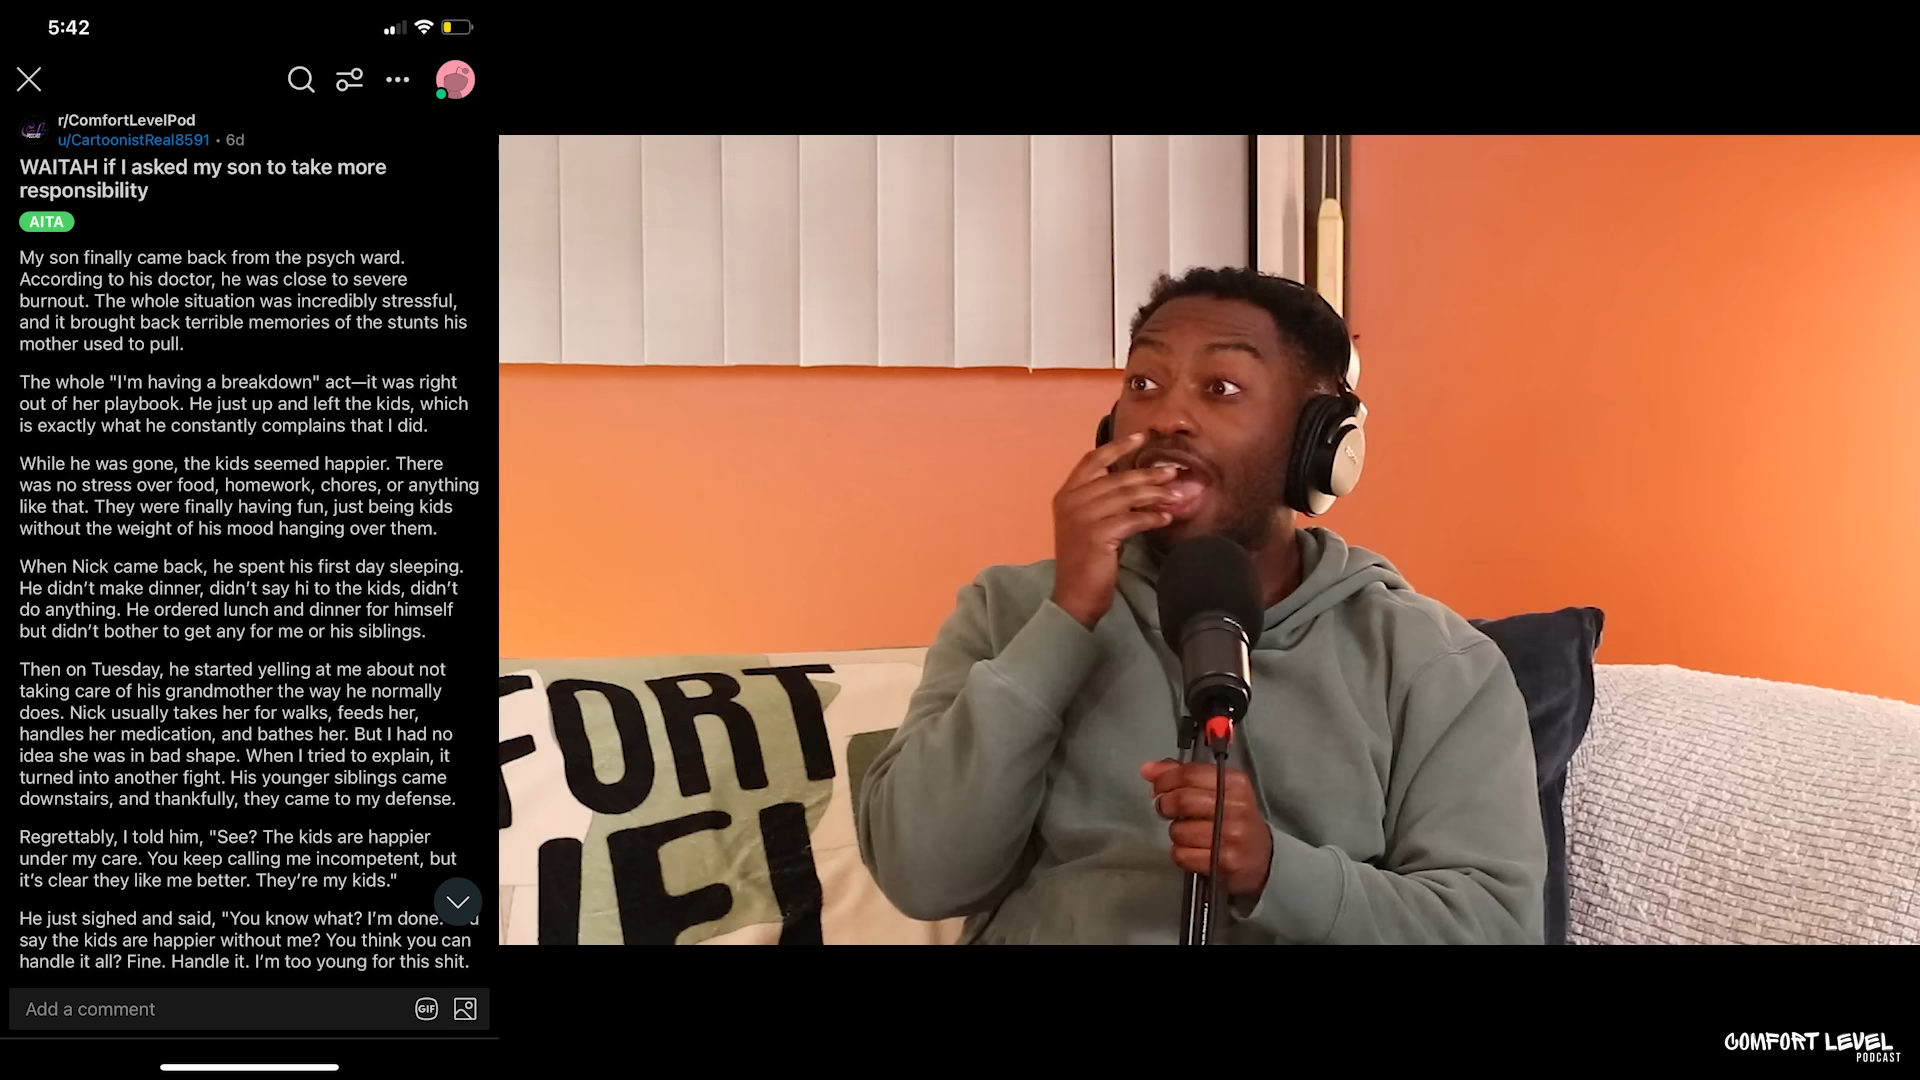 5:42
r/ComfortLevelPod
u/CartoonistReal8591 • 6d
WAITAH if I asked my son to take more
responsibility
AITA
My son finally came back from the psych ward.
According to his doctor, he was close to severe
burnout. The whole situation was incredibly stressful,
and it brought back terrible memories of the stunts his
mother used to pull.
The whole "I'm having a breakdown" act—it was right
out of her playbook. He just up and left the kids, which
is exactly what he constantly complains that I did.
While he was gone, the kids seemed happier. There
was no stress over food, homework, chores, or anything
like that. They were finally having fun, just being kids
without the weight of his mood hanging over them.
When Nick came back, he spent his first day sleeping.
He didn’t make dinner, didn’t say hi to the kids, didn’t
do anything. He ordered lunch and dinner for himself
but didn’t bother to get any for me or his siblings.
Then on Tuesday, he started yelling at me about not
taking care of his grandmother the way he normally
does. Nick usually takes her for walks, feeds her,
handles her medication, and bathes her. But I had no
idea she was in bad shape. When I tried to explain, it
turned into another fight. His younger siblings came
downstairs, and thankfully, they came to my defense.
Regrettably, I told him, "See? The kids are happier
under my care. You keep calling me incompetent, but
it’s clear they like me better. They’re my kids."
He just sighed and said, "You know what? I’m done.
say the kids are happier without me? You think you can
handle it all? Fine. Handle it. I’m too young for this shit.
Add a comment
GIF
FORT
COMFORT LEVEL
PODCAST